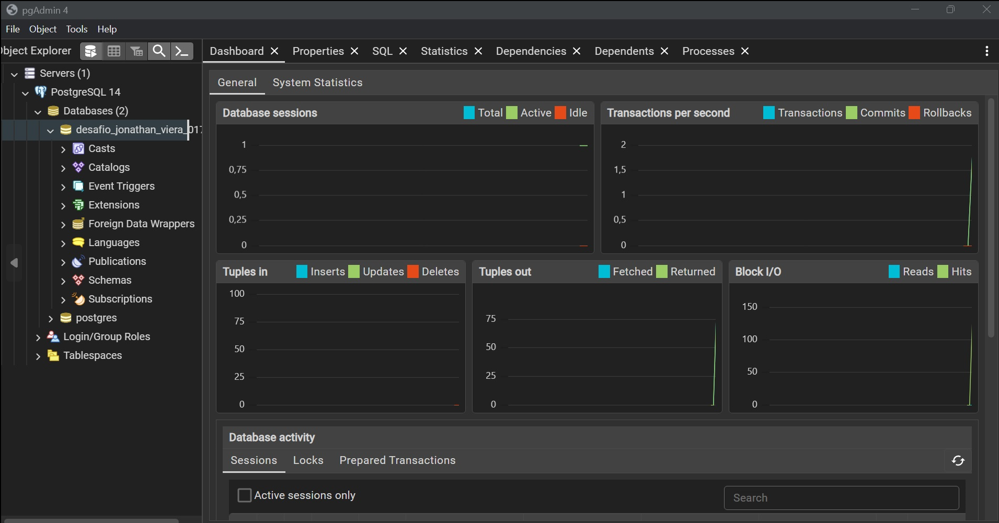 pgAdmin 4
File Object Tools Help
bject Explorer
Dashboard Properties SQL Statistics Dependencies Dependents Processes
Servers (1)
PostgreSQL 14
Databases (2)
desafio_jonathan_viera_017
Casts
Catalogs
Event Triggers
Extensions
Foreign Data Wrappers
Languages
Publications
Schemas
Subscriptions
postgres
Login/Group Roles
Tablespaces
General System Statistics
Database sessions Total Active Idle
1
0,75
0,5
0,25
0
Transactions per second Transactions Commits Rollbacks
2
1,5
1
0,5
0
Tuples in Inserts Updates Deletes
100
75
50
25
0
Tuples out Fetched Returned
75
50
25
0
Block I/O Reads Hits
150
100
50
0
Database activity
Sessions Locks Prepared Transactions
Active sessions only
Search